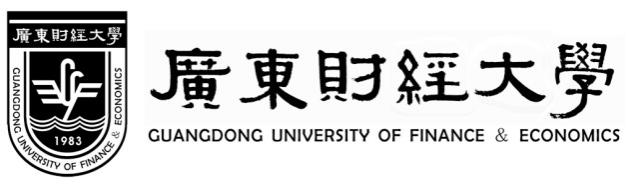 廣東財經大學
GUANGDONG UNIVERSITY OF FINANCE & ECONOMICS
1983
廣東財經大學
GUANGDONG UNIVERSITY OF FINANCE & ECONOMICS